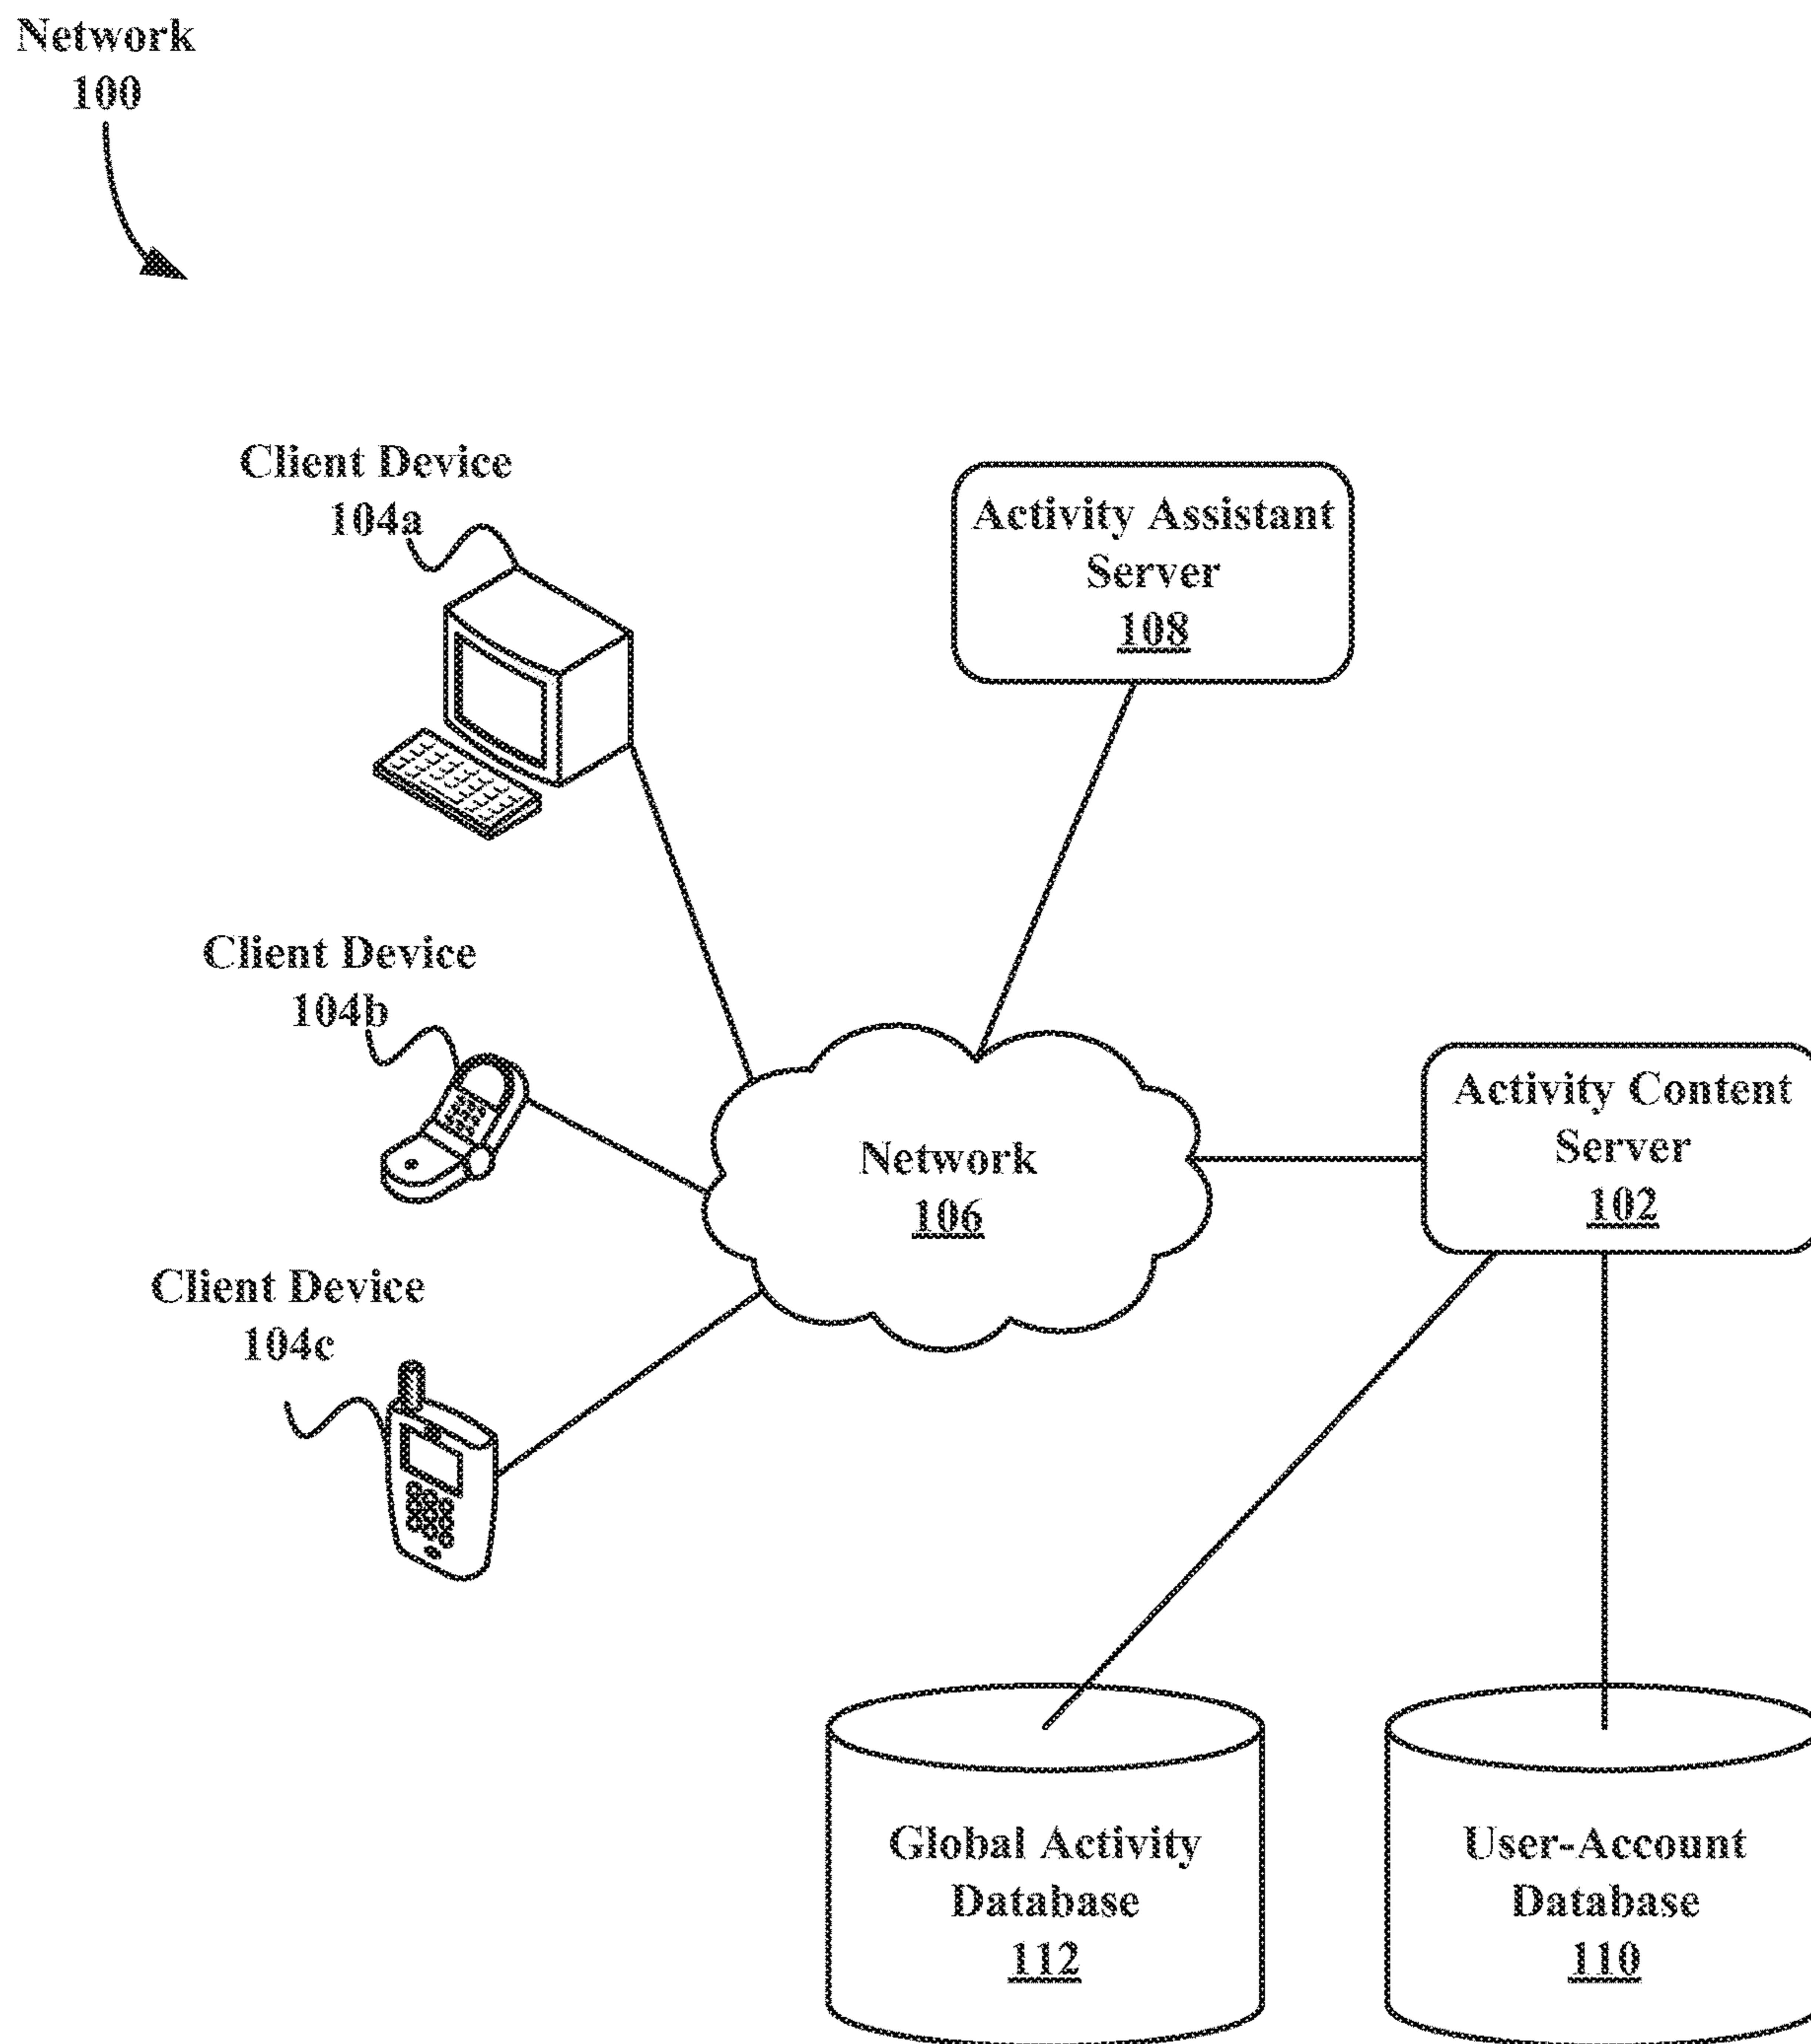 Network
100
Client Device
104a
Activity Assistant
Server
108
Client Device
104b
Network
106
Activity Content
Server
102
Client Device
104c
Global Activity
Database
112
User-Account
Database
110